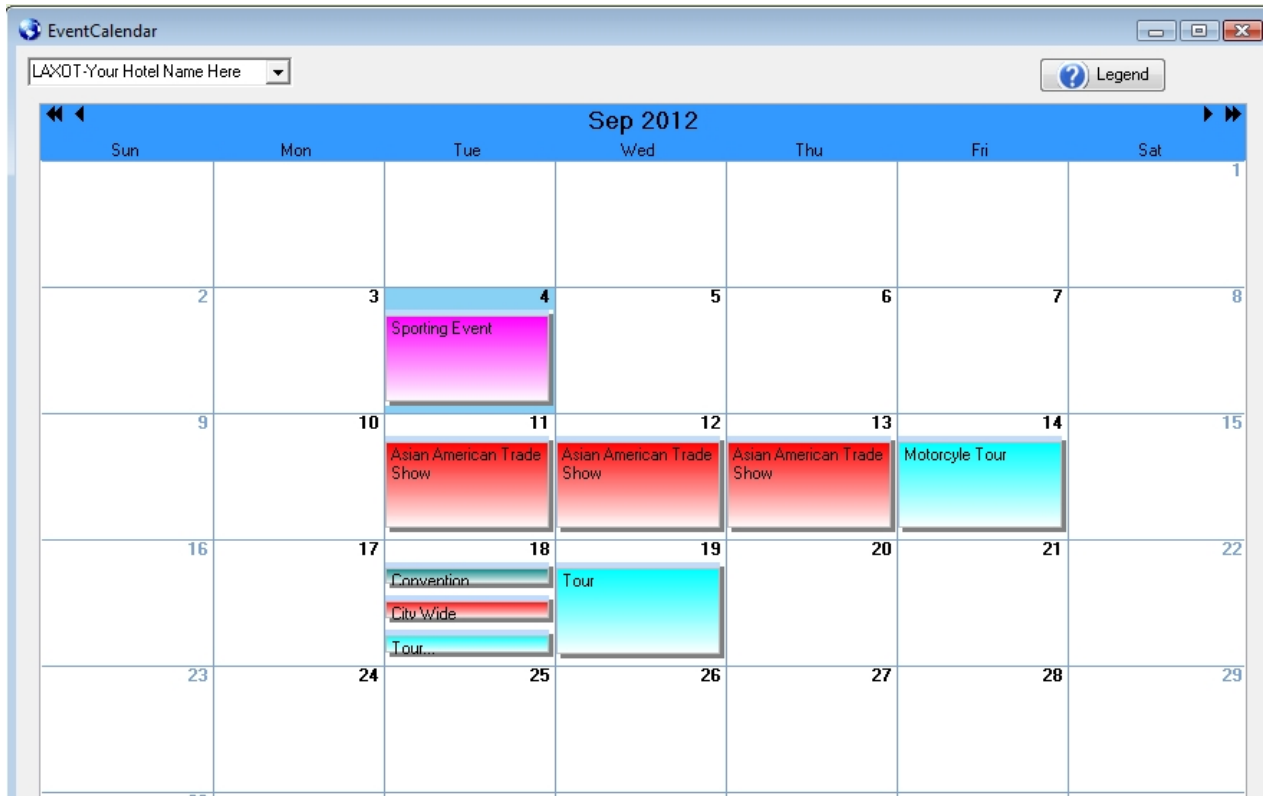 EventCalendar
LAXOT-Your Hotel Name Here
Legend
Sep 2012
Sun Mon Tue Wed Thu Fri Sat
1
2 3 4 5 6 7 8
Sporting Event
9 10 11 12 13 14 15
Asian American Trade Asian American Trade Asian American Trade Motorcyle Tour
Show Show Show
16 17 18 19 20 21 22
Convention Tour
City Wide
Tour...
23 24 25 26 27 28 29